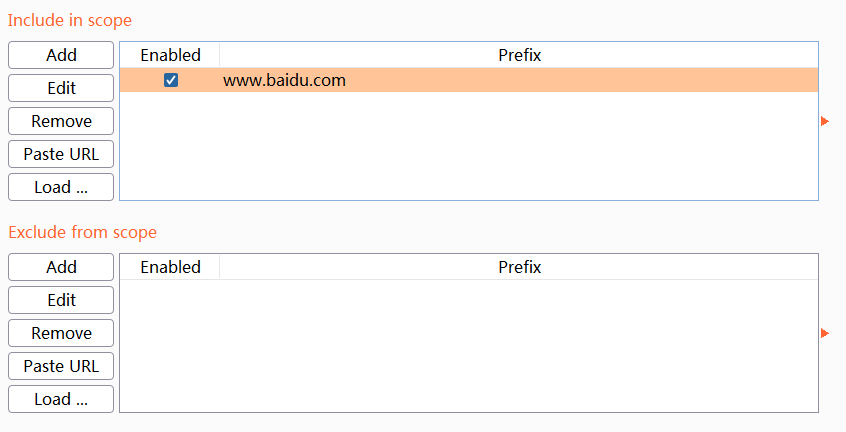 Include in scope
Add
Enabled Prefix
www.baidu.com
Edit
Remove
Paste URL
Load ...
Exclude from scope
Add
Enabled Prefix
Edit
Remove
Paste URL
Load ...